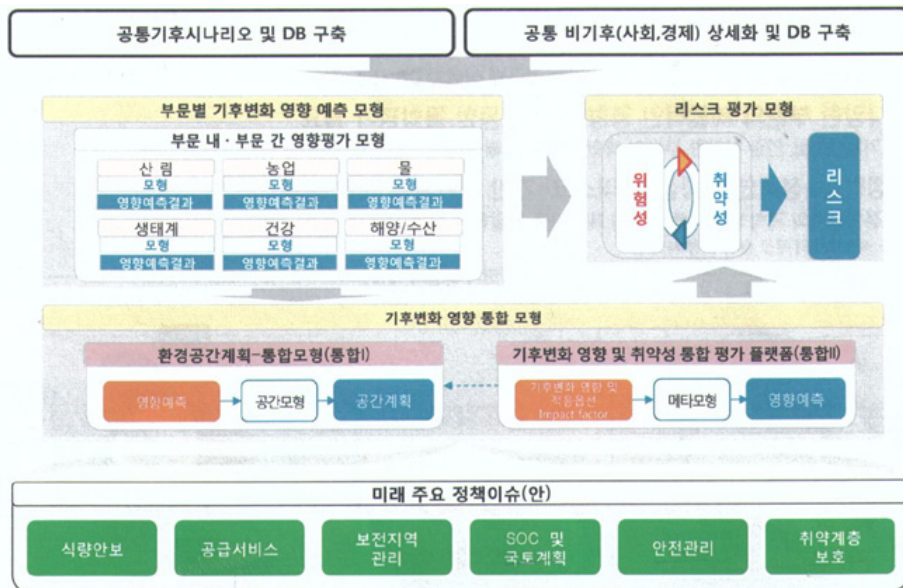 공통기후시나리오 및 DB 구축
공통 비기후(사회,경제) 상세화 및 DB 구축
부문별 기후변화 영향 예측 모형
부문 내 · 부문 간 영향평가 모형
산 림
모형
영향예측결과
농업
모형
영향예측결과
물
모형
영향예측결과
생태계
모형
영향예측결과
건강
모형
영향예측결과
해양/수산
모형
영향예측결과
리스크 평가 모형
위험성
취약성
리스크
기후변화 영향 통합 모형
환경공간계획-통합모형(통합Ⅰ)
영향예측
공간모형
공간계획
기후변화 영향 및 취약성 통합 평가 플랫폼(통합Ⅱ)
기후변화 영향 및
적응옵션
Impact factor
메타모형
영향예측
미래 주요 정책이슈(안)
식량안보
공급서비스
보전지역
관리
SOC 및
국토계획
안전관리
취약계층
보호